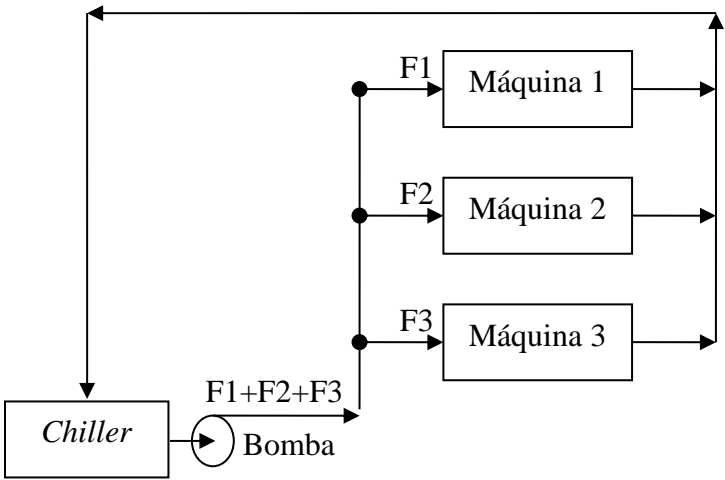 F1
Máquina 1
F2
Máquina 2
F3
Máquina 3
F1+F2+F3
Chiller
Bomba